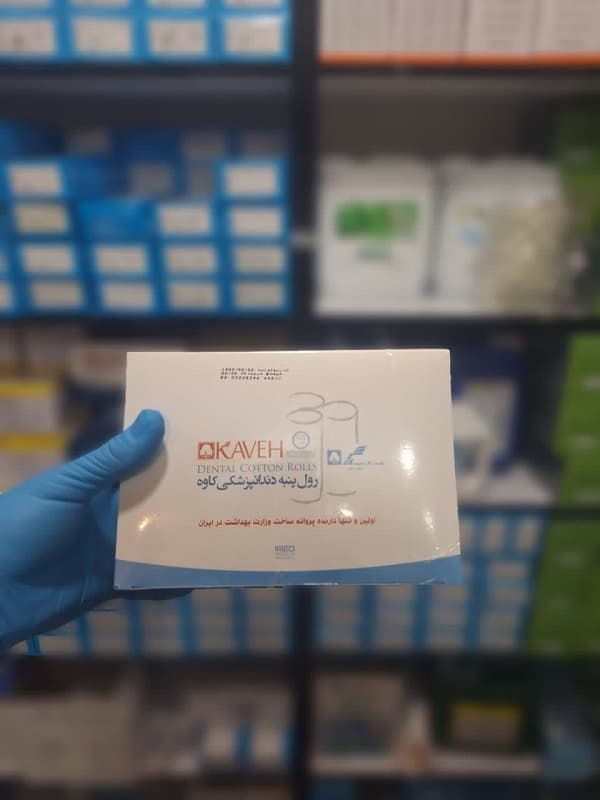 KAVEH
DENTAL COTTON ROLLS
رول پنبه دندانپزشکی کاوه
اولین و تنها دارنده پروانه ساخت وزارت بهداشت در ایران